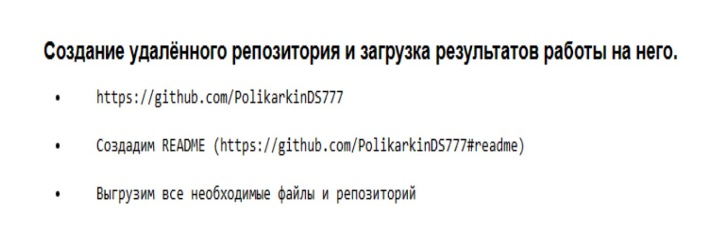 Создание удалённого репозитория и загрузка результатов работы на него.
• https://github.com/PolikarkinDS777
• Создадим README (https://github.com/PolikarkinDS777#readme)
• Выгрузим все необходимые файлы и репозиторий